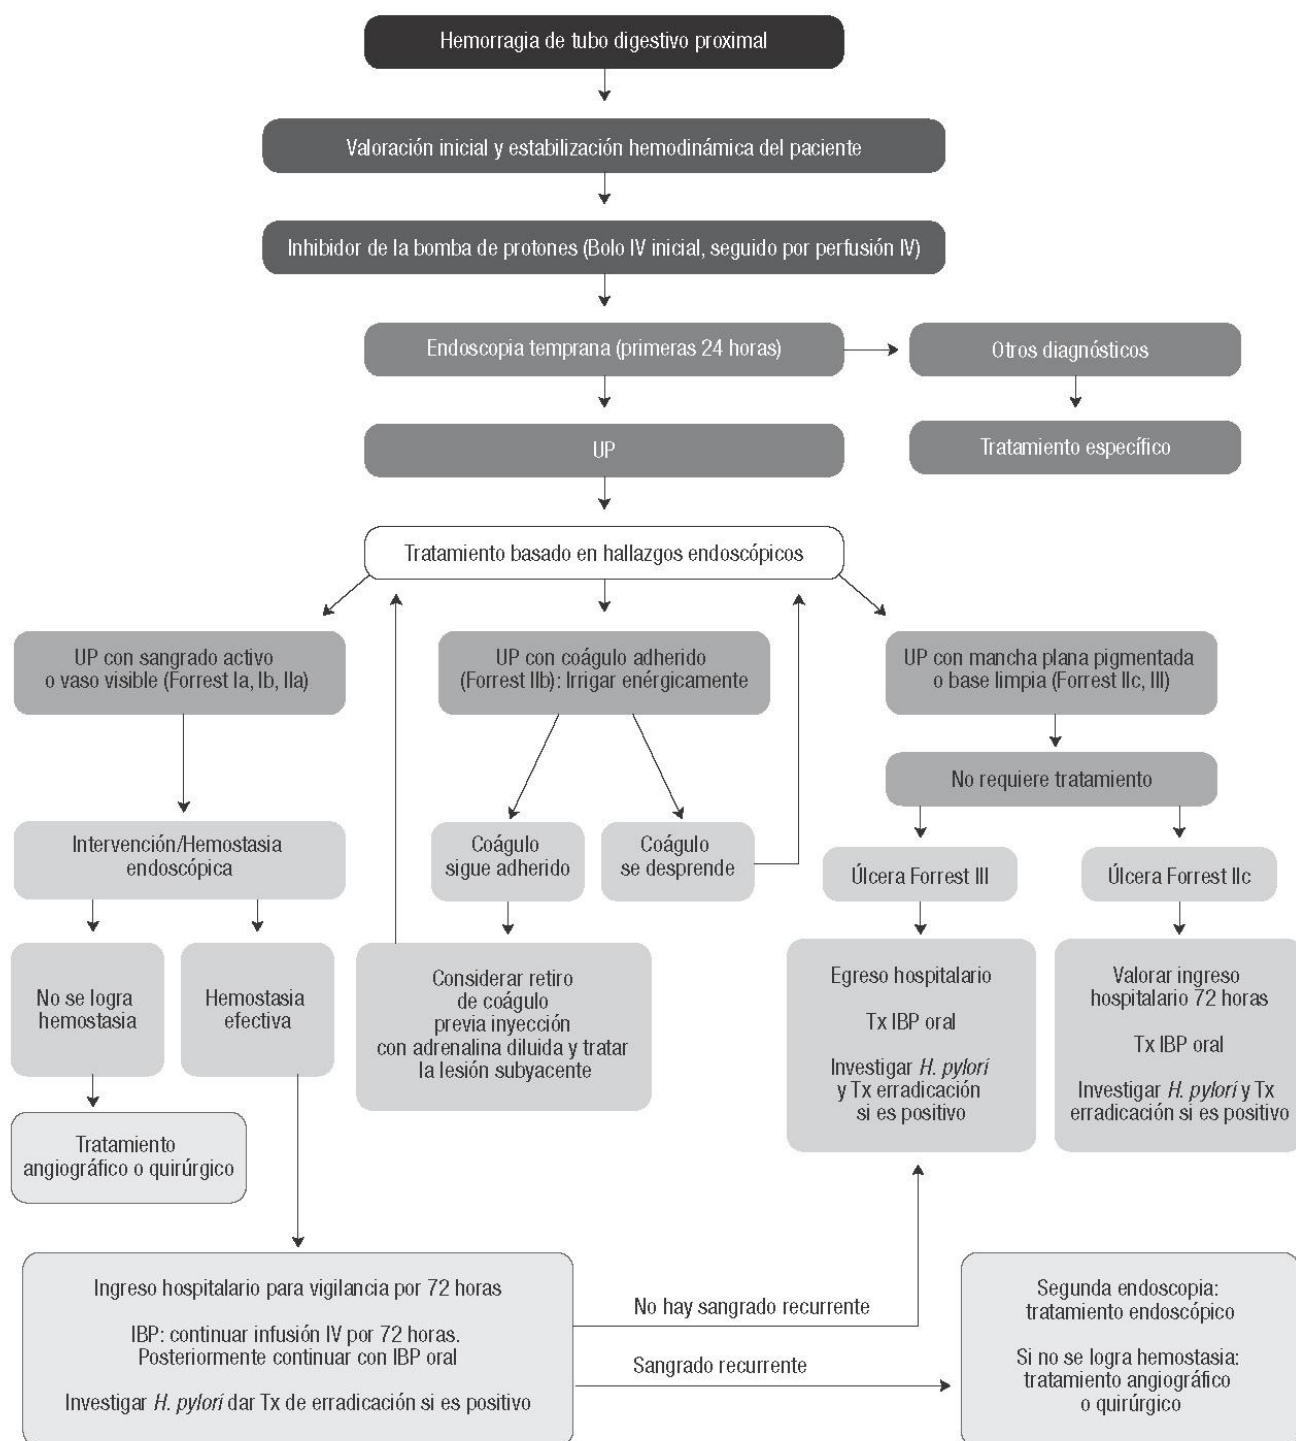 Hemorragia de tubo digestivo proximal
Valoración inicial y estabilización hemodinámica del paciente
Inhibidor de la bomba de protones (Bolo IV inicial, seguido por perfusión IV)
Endoscopia temprana (primeras 24 horas)
Otros diagnósticos
UP
Tratamiento específico
Tratamiento basado en hallazgos endoscópicos
UP con sangrado activo
o vaso visible (Forrest Ia, Ib, IIa)
UP con coágulo adherido
(Forrest IIb): Irrigar enérgicamente
UP con mancha plana pigmentada
o base limpia (Forrest IIc, III)
No requiere tratamiento
Intervención/Hemostasia
endoscópica
Coágulo
sigue adherido
Coágulo
se desprende
Úlcera Forrest III
Úlcera Forrest IIc
No se logra
hemostasia
Hemostasia
efectiva
Considerar retiro
de coágulo
previa inyección
con adrenalina diluida y tratar
la lesión subyacente
Egreso hospitalario
Tx IBP oral
Investigar H. pylori
y Tx erradicación
si es positivo
Valorar ingreso
hospitalario 72 horas
Tx IBP oral
Investigar H. pylori y Tx
erradicación si es positivo
Tratamiento
angiográfico o quirúrgico
Ingreso hospitalario para vigilancia por 72 horas
IBP: continuar infusión IV por 72 horas.
Posteriormente continuar con IBP oral
Investigar H. pylori dar Tx de erradicación si es positivo
No hay sangrado recurrente
Sangrado recurrente
Segunda endoscopia:
tratamiento endoscópico
Si no se logra hemostasia:
tratamiento angiográfico
o quirúrgico